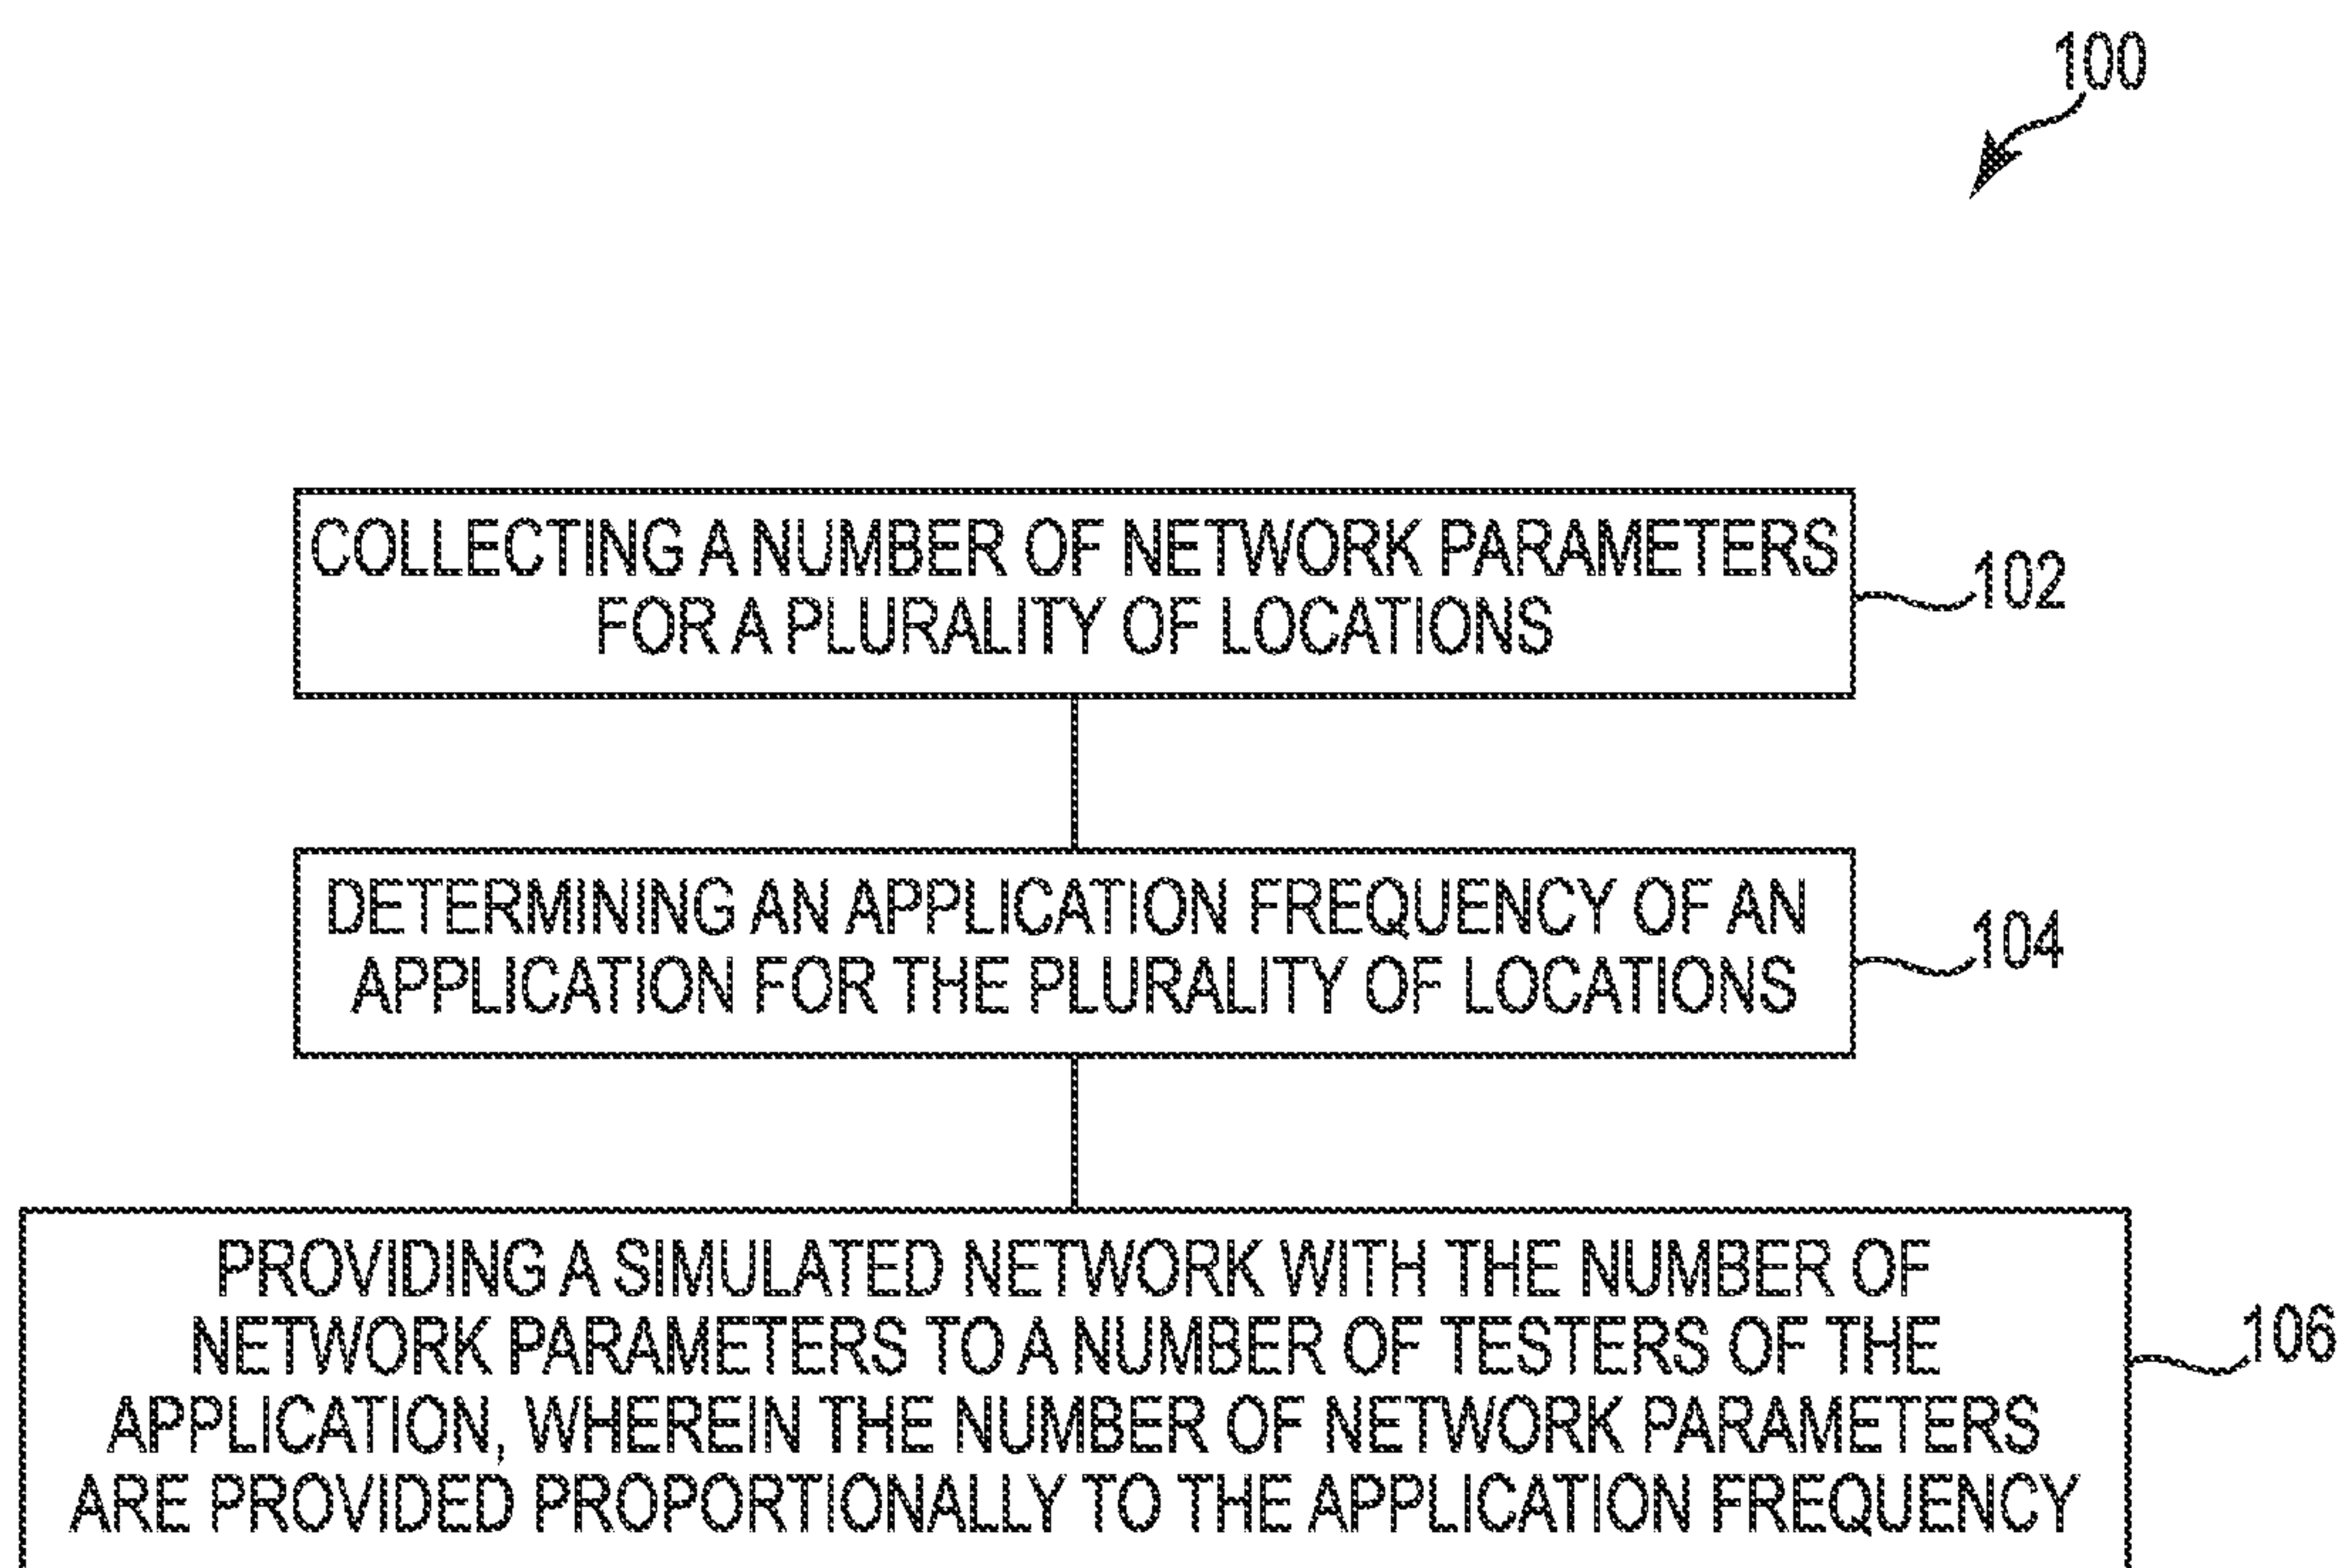 100
COLLECTING A NUMBER OF NETWORK PARAMETERS
FOR A PLURALITY OF LOCATIONS
102
DETERMINING AN APPLICATION FREQUENCY OF AN
APPLICATION FOR THE PLURALITY OF LOCATIONS
104
PROVIDING A SIMULATED NETWORK WITH THE NUMBER OF
NETWORK PARAMETERS TO A NUMBER OF TESTERS OF THE
APPLICATION, WHEREIN THE NUMBER OF NETWORK PARAMETERS
ARE PROVIDED PROPORTIONALLY TO THE APPLICATION FREQUENCY
106